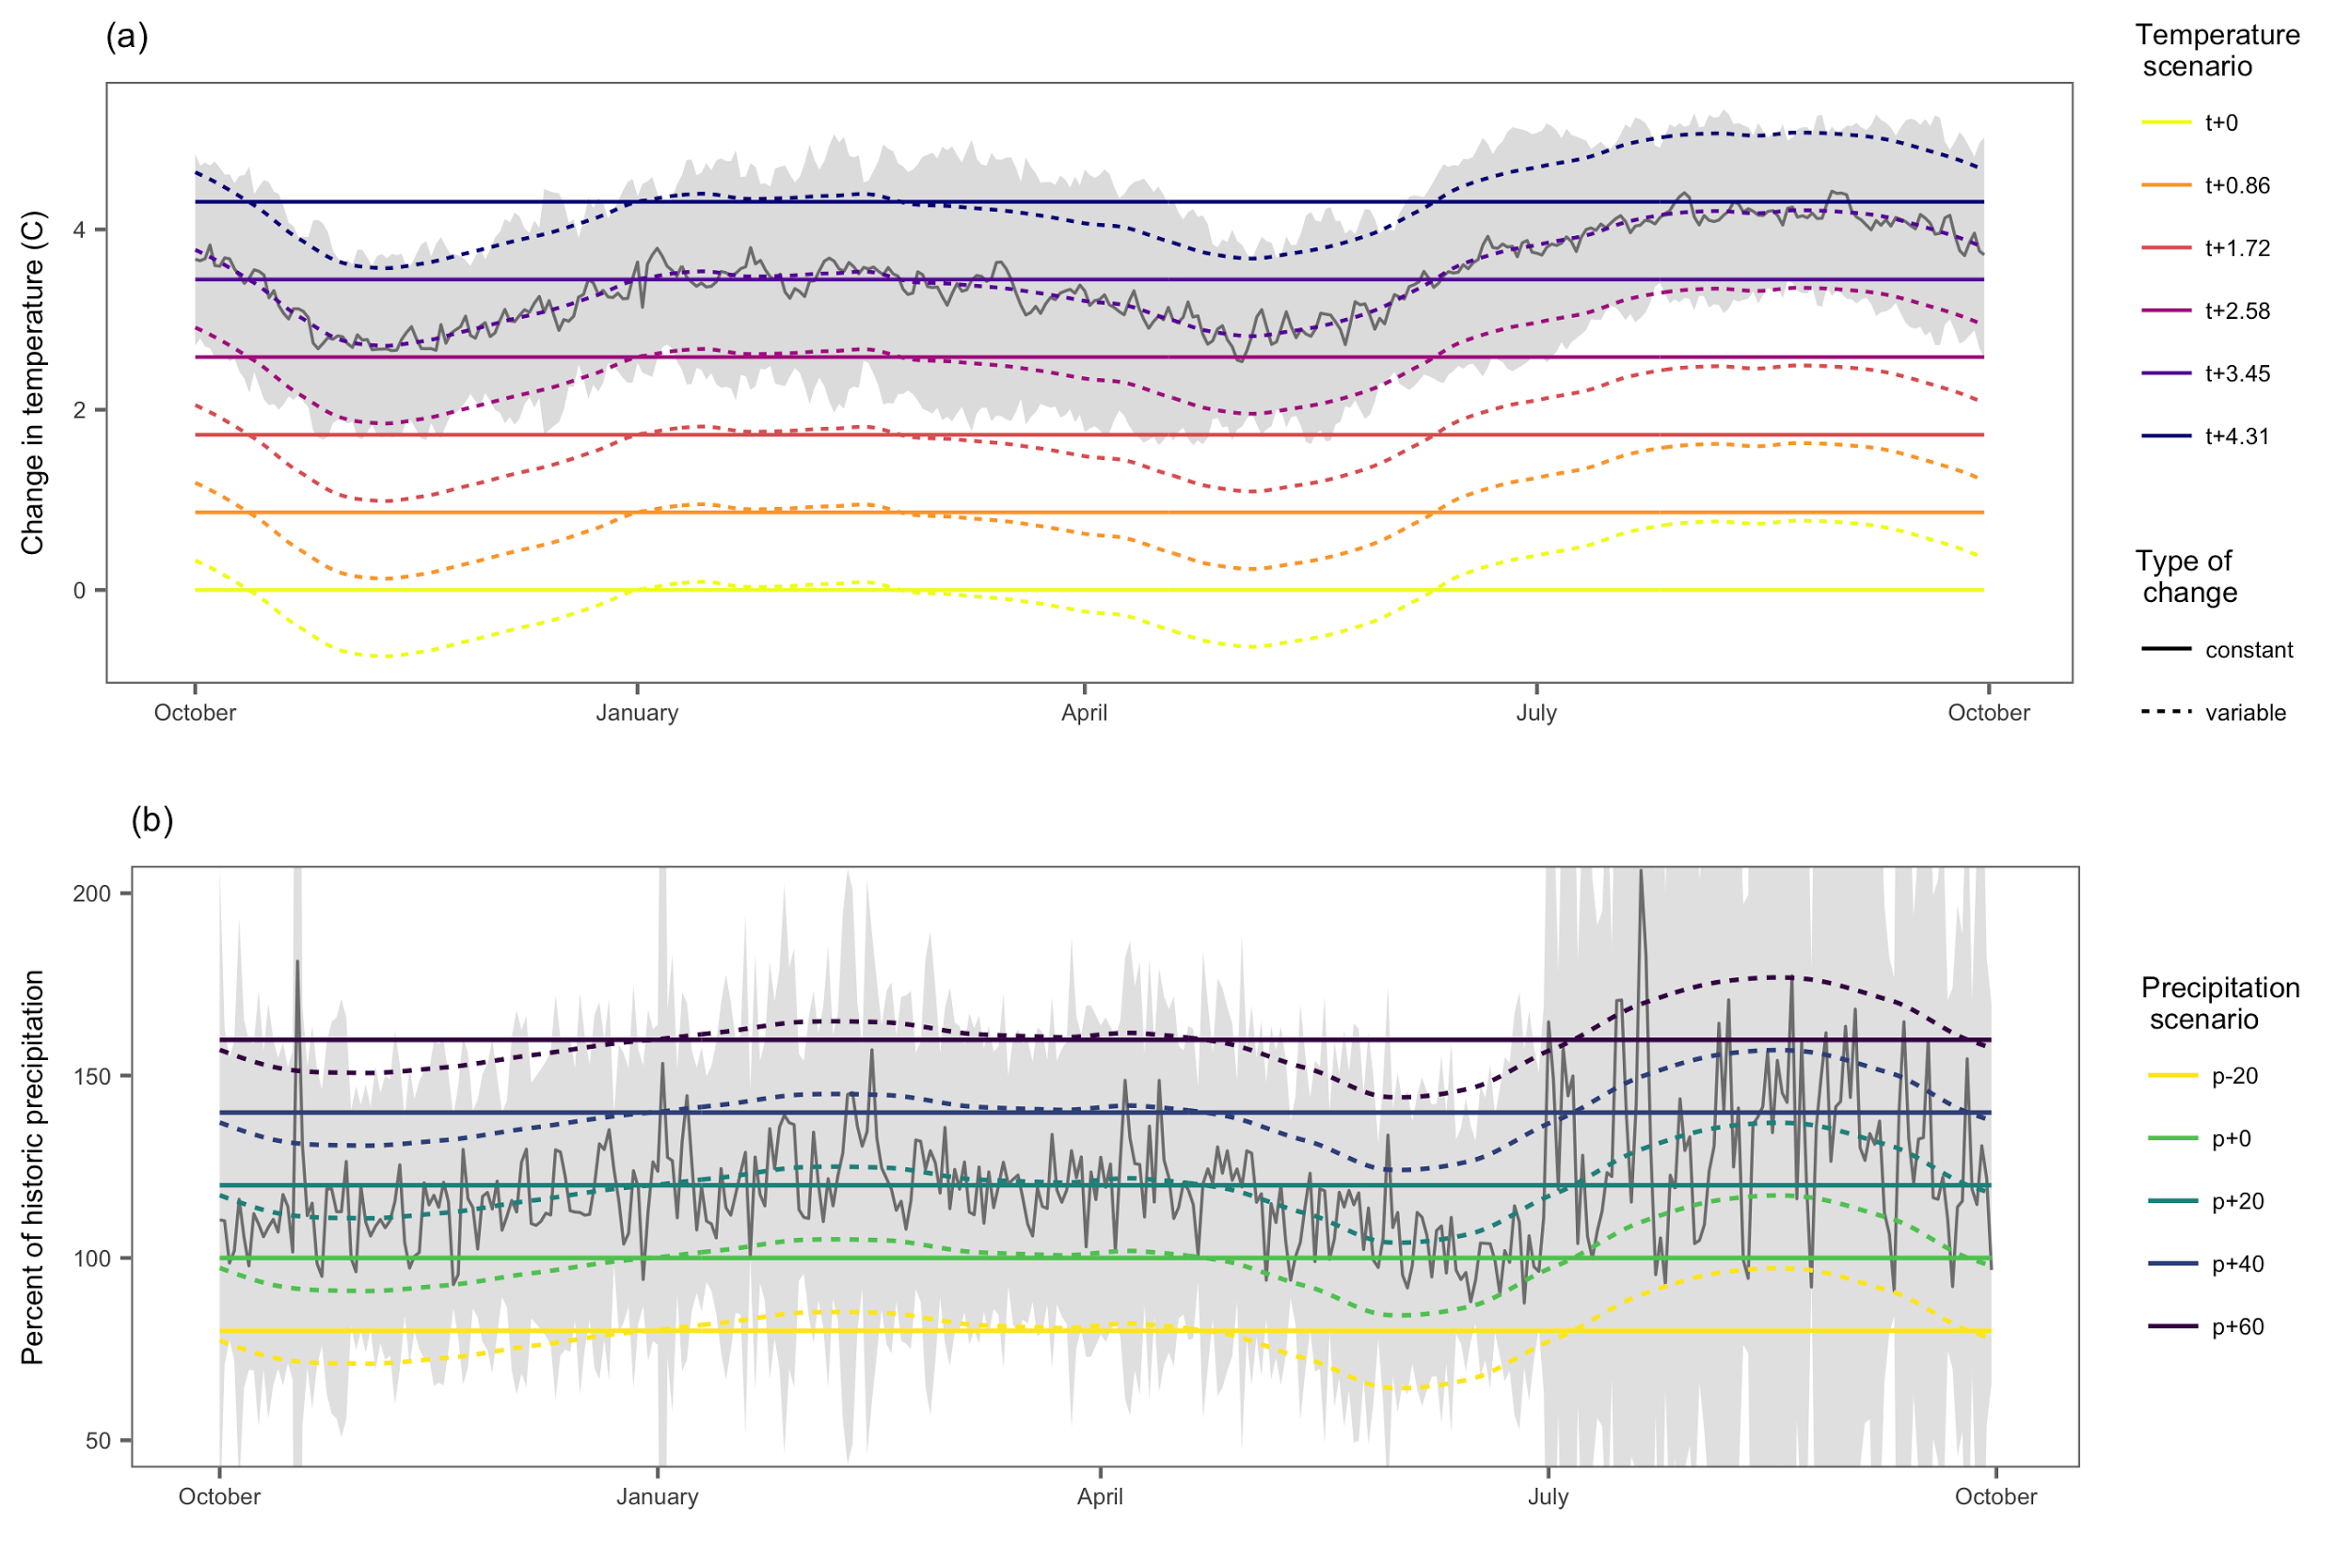 (a)
Change in temperature (C)
4
2
0
October
January
April
July
October
Temperature
scenario
t+0
t+0.86
t+1.72
t+2.58
t+3.45
t+4.31
Type of
change
constant
variable
(b)
Percent of historic precipitation
200
150
100
50
October
January
April
July
October
Precipitation
scenario
p-20
p+0
p+20
p+40
p+60